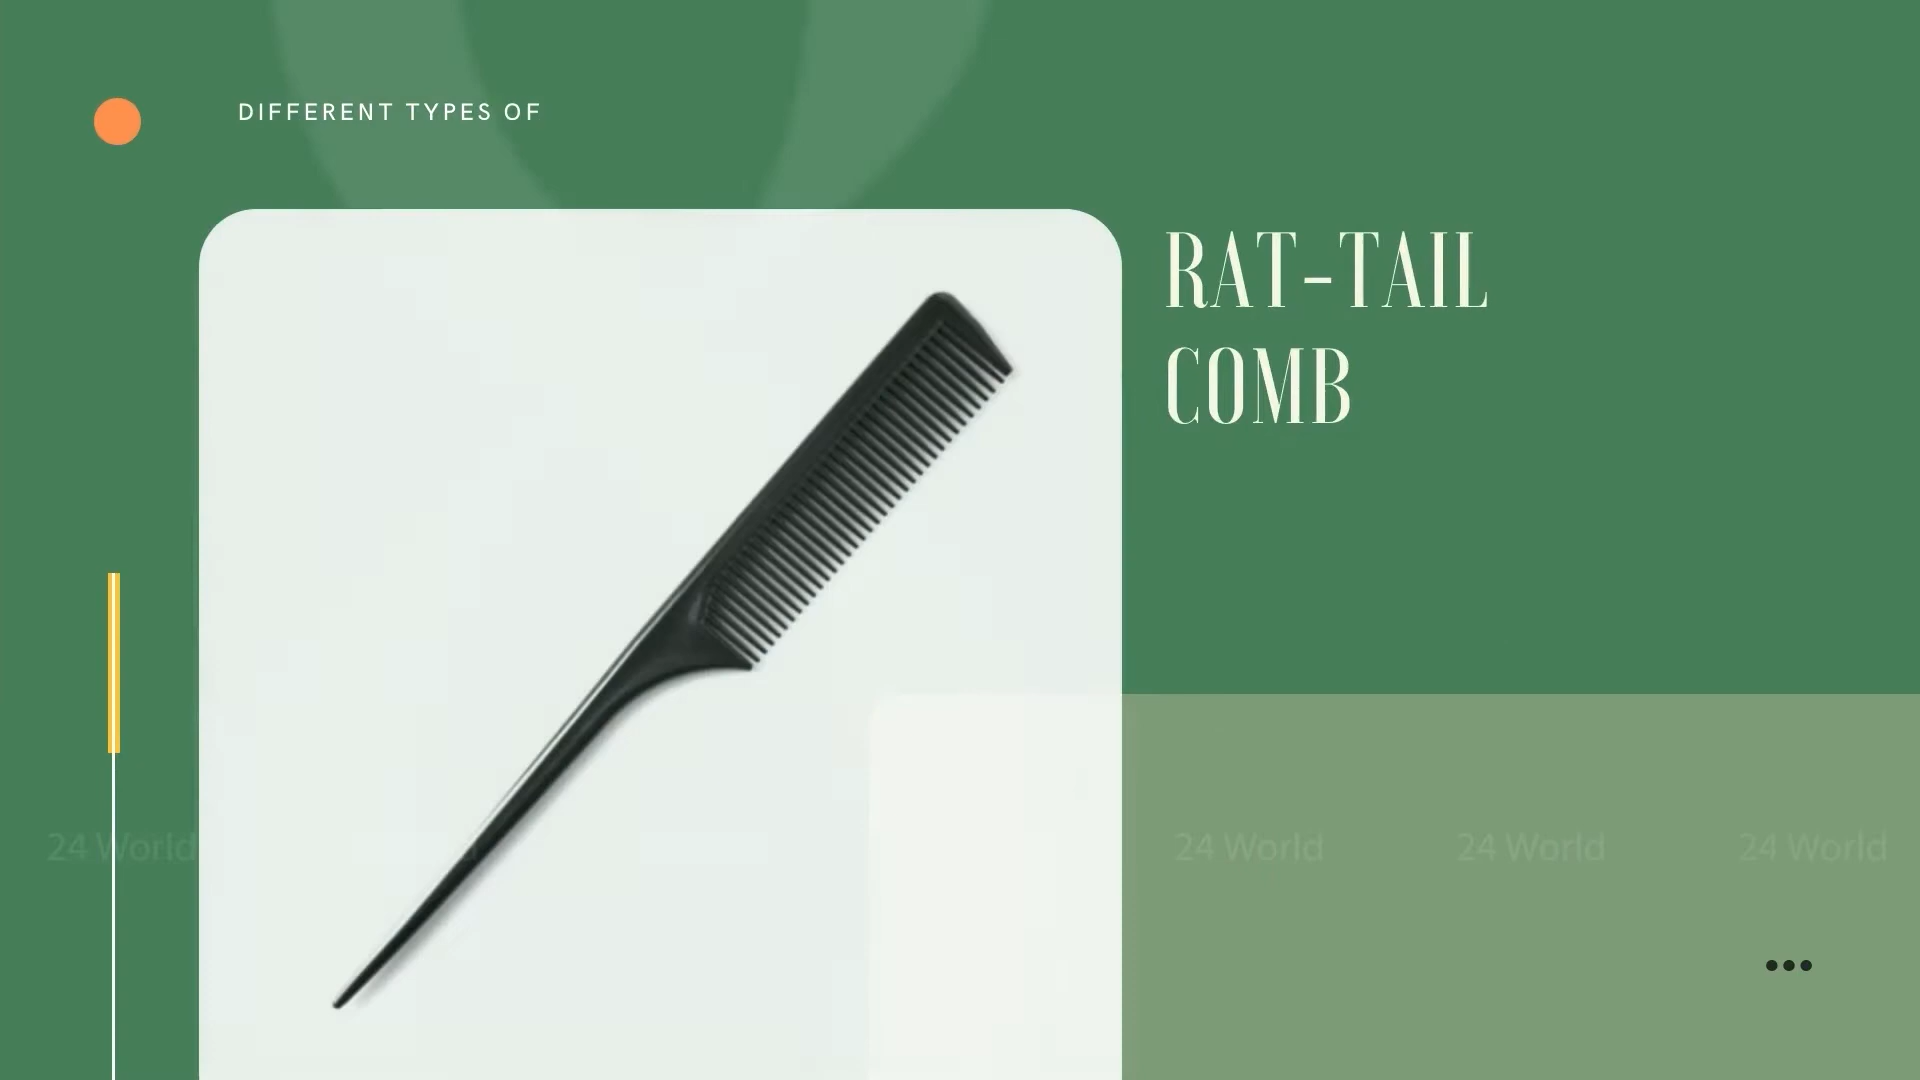 DIFFERENT TYPES OF
RAT-TAIL
COMB
24 World 24 World 24 World 24 World